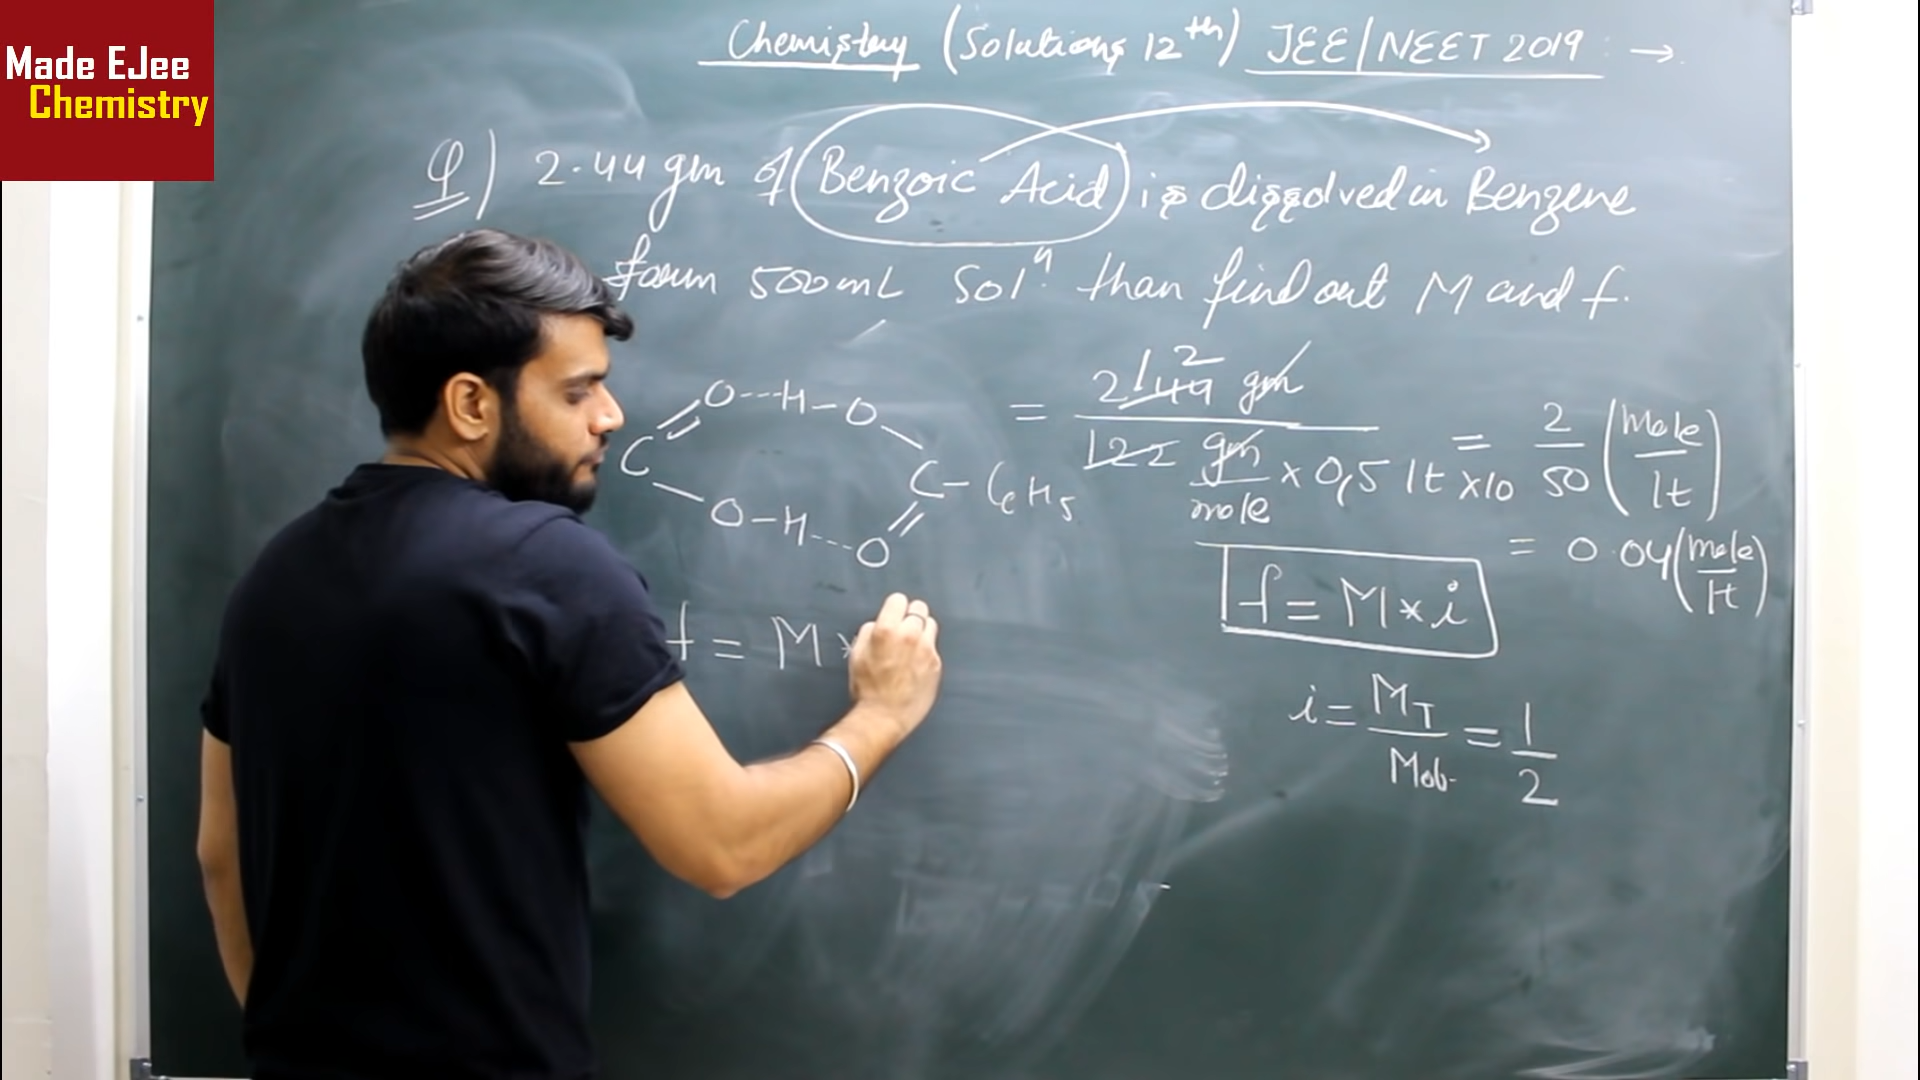 Made EJee
Chemistry
Chemistry (Solutions 12th) JEE/NEET 2019 : →
Q) 2.44 gm of Benzoic Acid is dissolved in Benzene
form 500 mL Solⁿ. than find out M and f.
O---H-O
C
C-C6H5
O-H---O
= 2.44 2 gm / 122 gm/mole × 0.5 lt ×10 = 2/50 (mole/lt)
= 0.04 (mole/lt)
f = M × i
f = M ×
i = MT/Mob. = 1/2